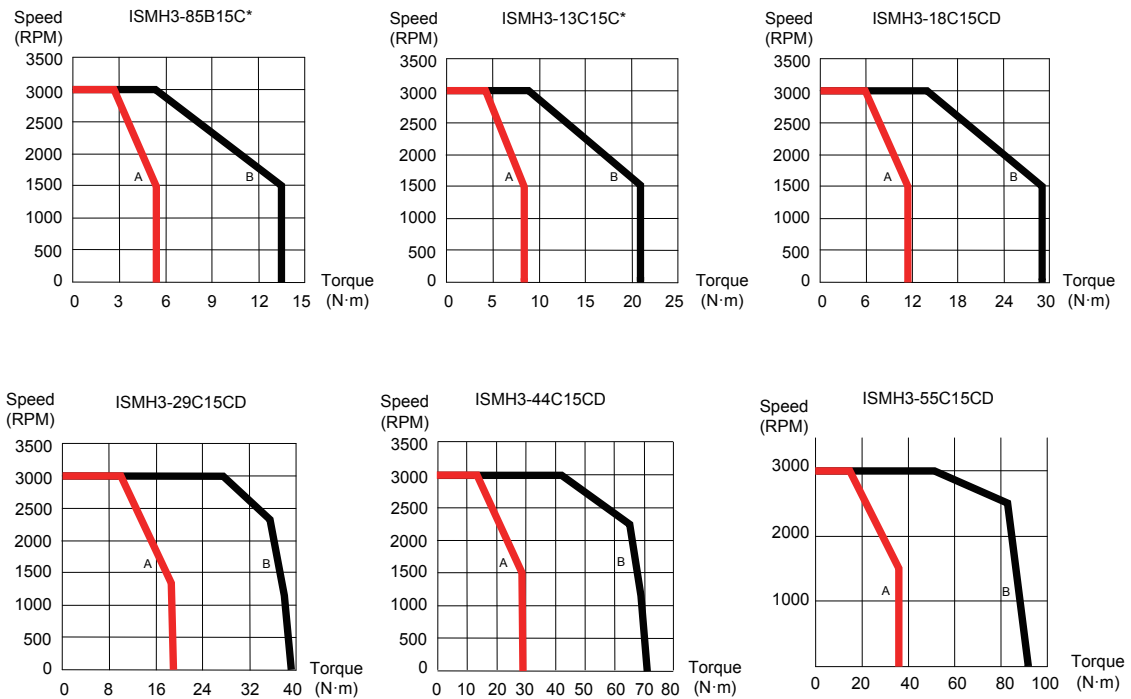 Speed
(RPM)
ISMH3-85B15C*
3500
3000
2500
2000
1500
1000
500
0
A
B
0 3 6 9 12 15
Torque
(N·m)
Speed
(RPM)
ISMH3-13C15C*
3500
3000
2500
2000
1500
1000
500
0
A
B
0 5 10 15 20 25
Torque
(N·m)
Speed
(RPM)
ISMH3-18C15CD
3500
3000
2500
2000
1500
1000
500
0
A
B
0 6 12 18 24 30
Torque
(N·m)
Speed
(RPM)
ISMH3-29C15CD
3500
3000
2500
2000
1500
1000
500
0
A
B
0 8 16 24 32 40
Torque
(N·m)
Speed
(RPM)
ISMH3-44C15CD
3500
3000
2500
2000
1500
1000
500
0
A
B
0 10 20 30 40 50 60 70 80
Torque
(N·m)
Speed
(RPM)
ISMH3-55C15CD
3000
2000
1000
A
B
0 20 40 60 80 100
Torque
(N·m)